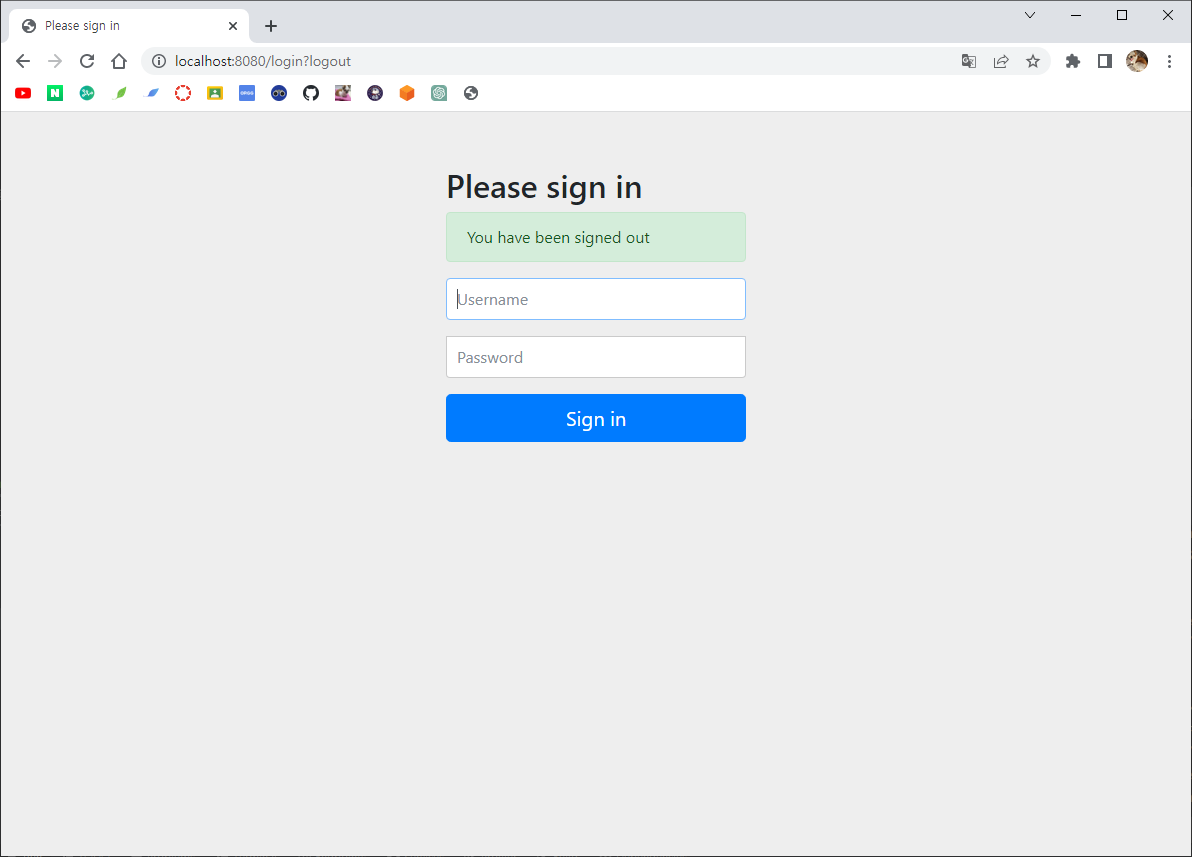 Please sign in
localhost:8080/login?logout
Please sign in
You have been signed out
Username
Password
Sign in